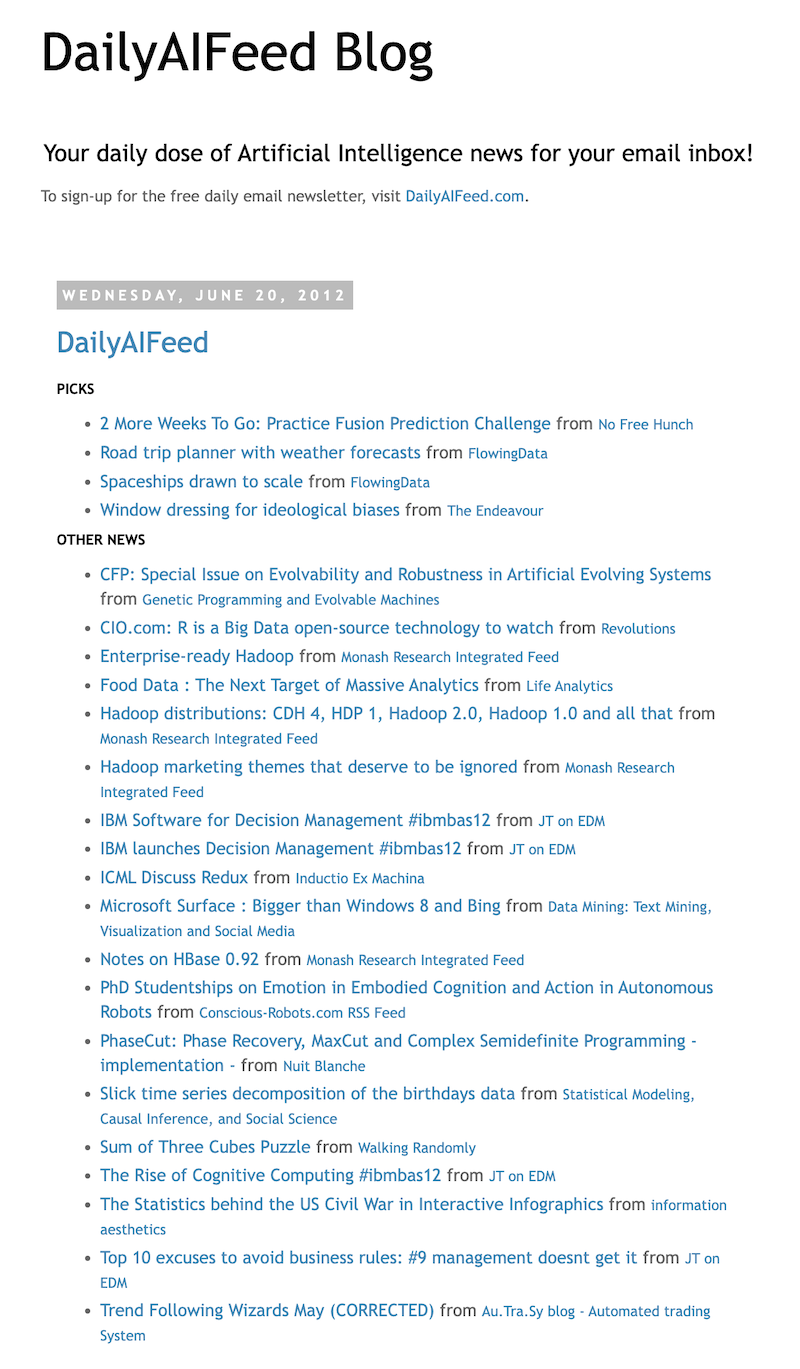 DailyAIFeed Blog
Your daily dose of Artificial Intelligence news for your email inbox!
To sign-up for the free daily email newsletter, visit DailyAIFeed.com.
WEDNESDAY, JUNE 20, 2012
DailyAIFeed
PICKS
• 2 More Weeks To Go: Practice Fusion Prediction Challenge from No Free Hunch
• Road trip planner with weather forecasts from FlowingData
• Spaceships drawn to scale from FlowingData
• Window dressing for ideological biases from The Endeavour
OTHER NEWS
• CFP: Special Issue on Evolvability and Robustness in Artificial Evolving Systems
from Genetic Programming and Evolvable Machines
• CIO.com: R is a Big Data open-source technology to watch from Revolutions
• Enterprise-ready Hadoop from Monash Research Integrated Feed
• Food Data : The Next Target of Massive Analytics from Life Analytics
• Hadoop distributions: CDH 4, HDP 1, Hadoop 2.0, Hadoop 1.0 and all that from
Monash Research Integrated Feed
• Hadoop marketing themes that deserve to be ignored from Monash Research
Integrated Feed
• IBM Software for Decision Management #ibmbas12 from JT on EDM
• IBM launches Decision Management #ibmbas12 from JT on EDM
• ICML Discuss Redux from Inductio Ex Machina
• Microsoft Surface : Bigger than Windows 8 and Bing from Data Mining: Text Mining,
Visualization and Social Media
• Notes on HBase 0.92 from Monash Research Integrated Feed
• PhD Studentships on Emotion in Embodied Cognition and Action in Autonomous
Robots from Conscious-Robots.com RSS Feed
• PhaseCut: Phase Recovery, MaxCut and Complex Semidefinite Programming -
implementation - from Nuit Blanche
• Slick time series decomposition of the birthdays data from Statistical Modeling,
Causal Inference, and Social Science
• Sum of Three Cubes Puzzle from Walking Randomly
• The Rise of Cognitive Computing #ibmbas12 from JT on EDM
• The Statistics behind the US Civil War in Interactive Infographics from information
aesthetics
• Top 10 excuses to avoid business rules: #9 management doesnt get it from JT on
EDM
• Trend Following Wizards May (CORRECTED) from Au.Tra.Sy blog - Automated trading
System